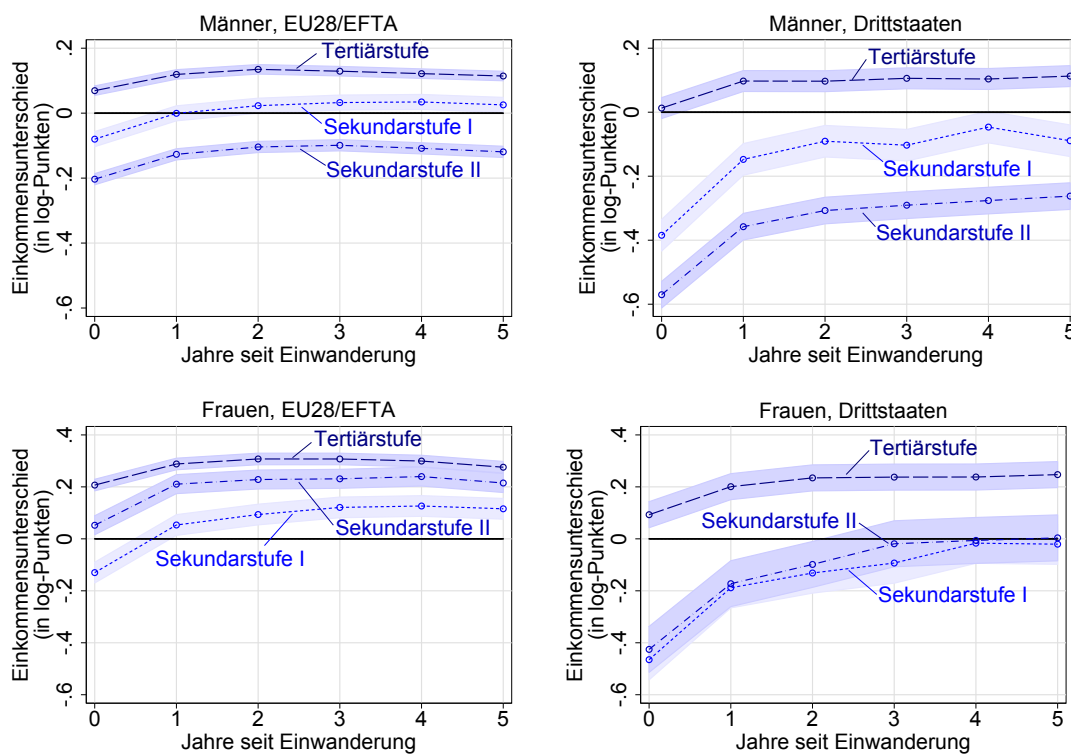 Männer, EU28/EFTA
Einkommensunterschied
(in log-Punkten)
.2
0
-.2
-.4
-.6
Tertiärstufe
Sekundarstufe I
Sekundarstufe II
0 1 2 3 4 5
Jahre seit Einwanderung
Männer, Drittstaaten
Einkommensunterschied
(in log-Punkten)
.2
0
-.2
-.4
-.6
Tertiärstufe
Sekundarstufe I
Sekundarstufe II
0 1 2 3 4 5
Jahre seit Einwanderung
Frauen, EU28/EFTA
Einkommensunterschied
(in log-Punkten)
.4
.2
0
-.2
-.4
-.6
Tertiärstufe
Sekundarstufe II
Sekundarstufe I
0 1 2 3 4 5
Jahre seit Einwanderung
Frauen, Drittstaaten
Einkommensunterschied
(in log-Punkten)
.4
.2
0
-.2
-.4
-.6
Tertiärstufe
Sekundarstufe II
Sekundarstufe I
0 1 2 3 4 5
Jahre seit Einwanderung